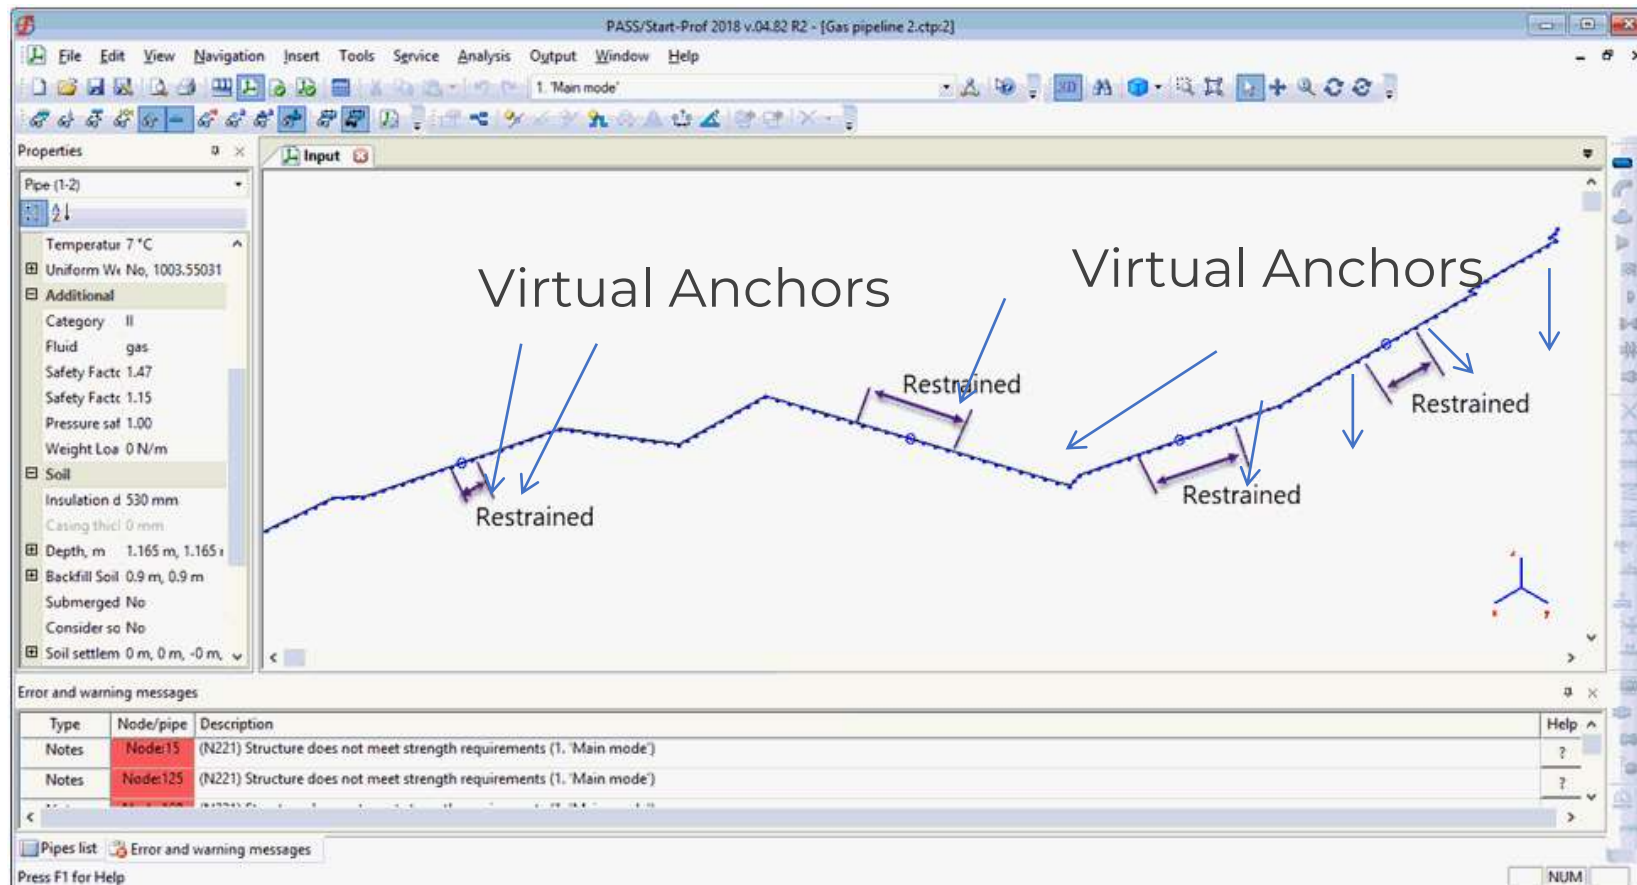 PASS/Start-Prof 2018 v.04.82 R2 - [Gas pipeline 2.ctp:2]
File Edit View Navigation Insert Tools Service Analysis Output Window Help
1. 'Main mode'
3D
Properties
Input
Pipe (1-2)
Temperatur 7 °C
Uniform We No, 1003.55031
Additional
Category II
Fluid gas
Safety Factc 1.47
Safety Factc 1.15
Pressure saf 1.00
Weight Loa 0 N/m
Soil
Insulation d 530 mm
Casing thicl 0 mm
Depth, m 1.165 m, 1.165
Backfill Soil 0.9 m, 0.9 m
Submerged No
Consider so No
Soil settlem 0 m, 0 m, -0 m,
Virtual Anchors
Virtual Anchors
Restrained
Restrained
Restrained
Restrained
z
x y
Error and warning messages
Type Node/pipe Description Help
Notes Node:15 (N221) Structure does not meet strength requirements (1. 'Main mode') ?
Notes Node:125 (N221) Structure does not meet strength requirements (1. 'Main mode') ?
Pipes list Error and warning messages
Press F1 for Help NUM